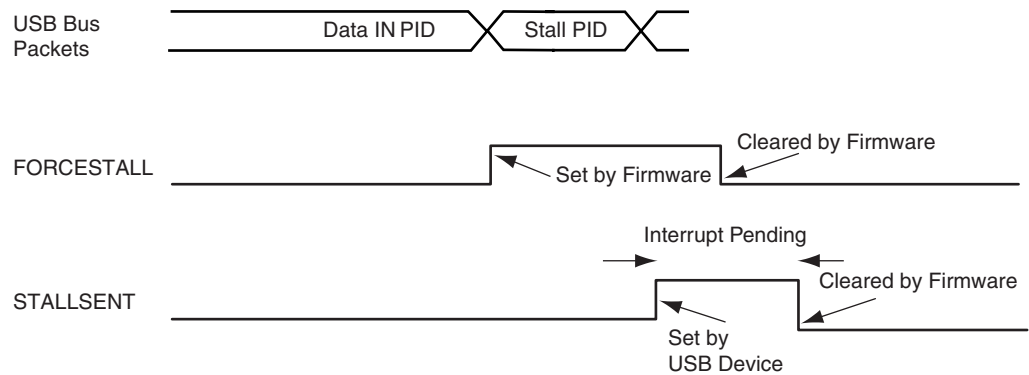 USB Bus
Packets
Data IN PID
Stall PID
FORCESTALL
Set by Firmware
Cleared by Firmware
Interrupt Pending
STALLSENT
Set by
USB Device
Cleared by Firmware